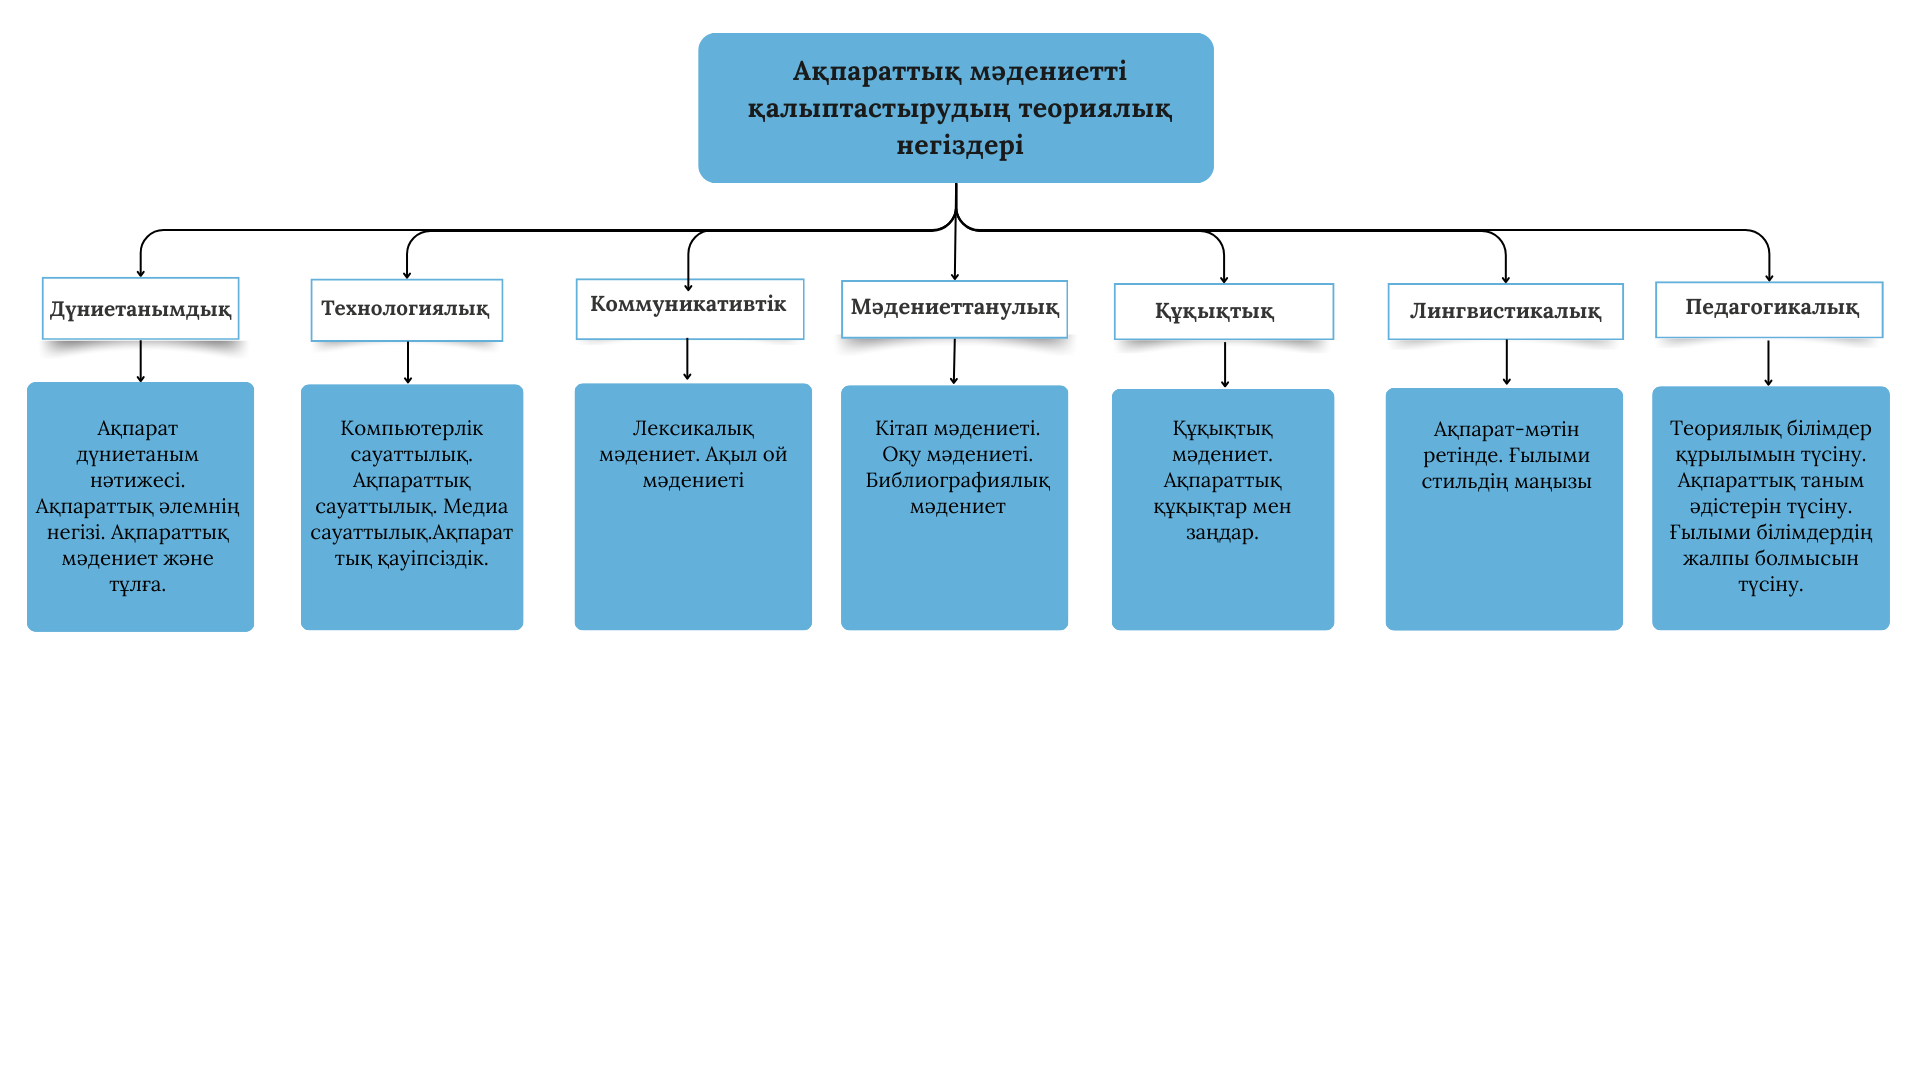 Ақпараттық мәдениетті
қалыптастырудың теориялық
негіздері
Дүниетанымдық
Технологиялық
Коммуникативтік
Мәдениеттанулық
Құқықтық
Лингвистикалық
Педагогикалық
Ақпарат
дүниетаным
нәтижесі.
Ақпараттық әлемнің
негізі. Ақпараттық
мәдениет және
тұлға.
Компьютерлік
сауаттылық.
Ақпараттық
сауаттылық. Медиа
сауаттылық.Ақпарат
тық қауіпсіздік.
Лексикалық
мәдениет. Ақыл ой
мәдениеті
Кітап мәдениеті.
Оқу мәдениеті.
Библиографиялық
мәдениет
Құқықтық
мәдениет.
Ақпараттық
құқықтар мен
заңдар.
Ақпарат-мәтін
ретінде. Ғылыми
стильдің маңызы
Теориялық білімдер
құрылымын түсіну.
Ақпараттық таным
әдістерін түсіну.
Ғылыми білімдердің
жалпы болмысын
түсіну.